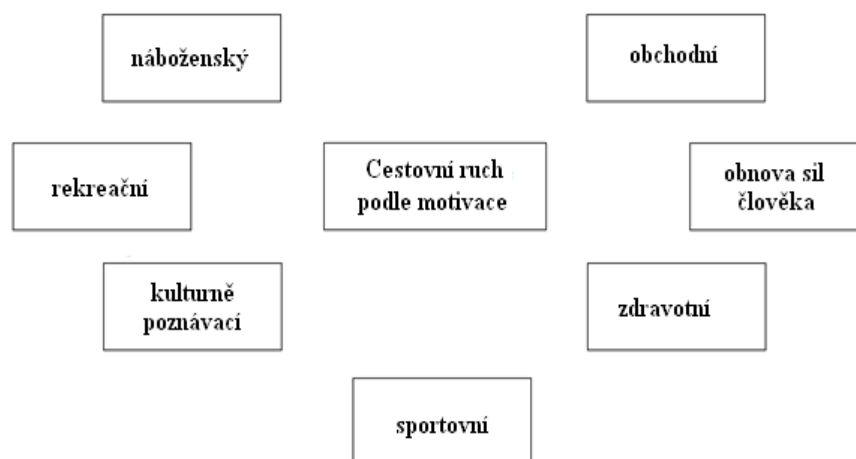 náboženský
obchodní
rekreační
Cestovní ruch
podle motivace
obnova sil
člověka
kulturně
poznávací
zdravotní
sportovní